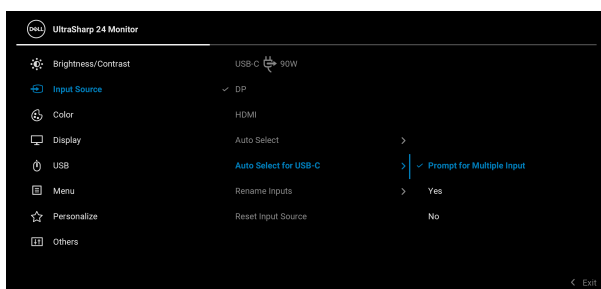 DELL UltraSharp 24 Monitor
Brightness/Contrast
Input Source
Color
Display
USB
Menu
Personalize
Others
USB-C 90W
DP
HDMI
Auto Select
Auto Select for USB-C
Rename Inputs
Reset Input Source
Prompt for Multiple Input
Yes
No
Exit